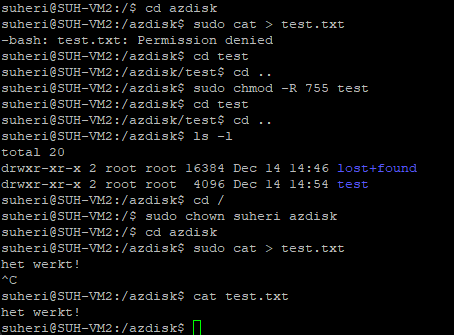 suheri@SUH-VM2:/$ cd azdisk
suheri@SUH-VM2:/azdisk$ sudo cat > test.txt
-bash: test.txt: Permission denied
suheri@SUH-VM2:/azdisk$ cd test
suheri@SUH-VM2:/azdisk/test$ cd ..
suheri@SUH-VM2:/azdisk$ sudo chmod -R 755 test
suheri@SUH-VM2:/azdisk$ cd test
suheri@SUH-VM2:/azdisk/test$ cd ..
suheri@SUH-VM2:/azdisk$ ls -l
total 20
drwxr-xr-x 2 root root 16384 Dec 14 14:46 lost+found
drwxr-xr-x 2 root root  4096 Dec 14 14:54 test
suheri@SUH-VM2:/azdisk$ cd /
suheri@SUH-VM2:/$ sudo chown suheri azdisk
suheri@SUH-VM2:/$ cd azdisk
suheri@SUH-VM2:/azdisk$ sudo cat > test.txt
het werkt!
^C
suheri@SUH-VM2:/azdisk$ cat test.txt
het werkt!
suheri@SUH-VM2:/azdisk$